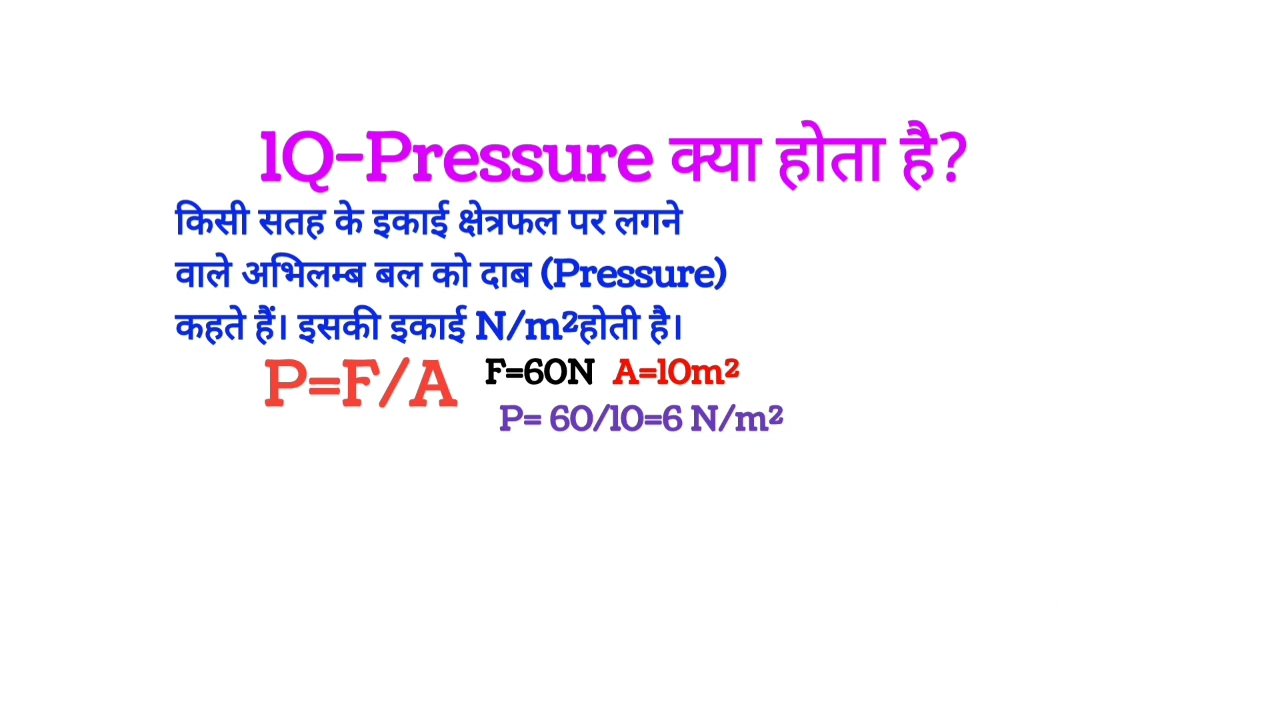 1Q-Pressure क्या होता है?
किसी सतह के इकाई क्षेत्रफल पर लगने
वाले अभिलम्ब बल को दाब (Pressure)
कहते हैं। इसकी इकाई N/m²होती है।
P=F/A F=60N A=10m²
P= 60/10=6 N/m²